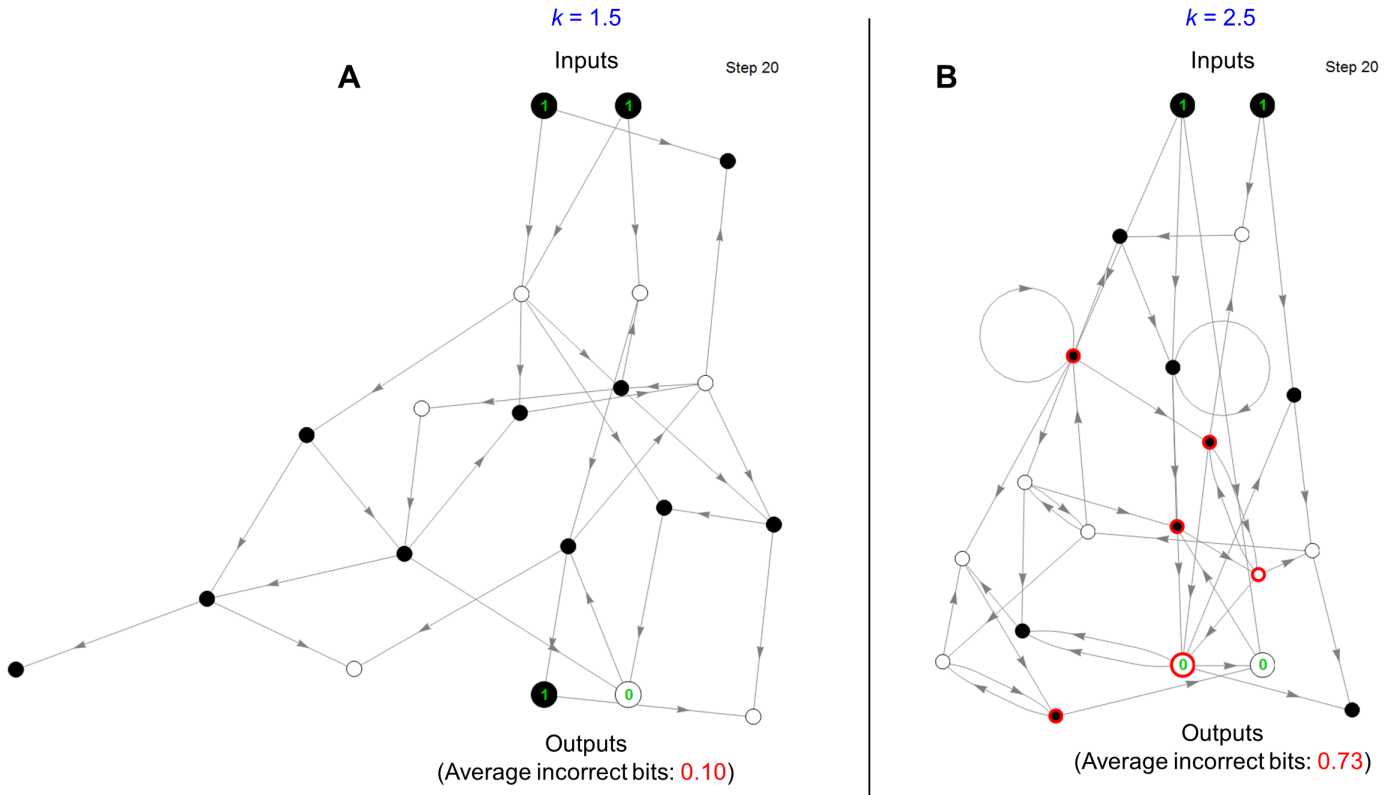 k = 1.5
Inputs
A
Step 20
1 1
1 0
Outputs
(Average incorrect bits: 0.10)
k = 2.5
Inputs
B
Step 20
1 1
0 0
Outputs
(Average incorrect bits: 0.73)